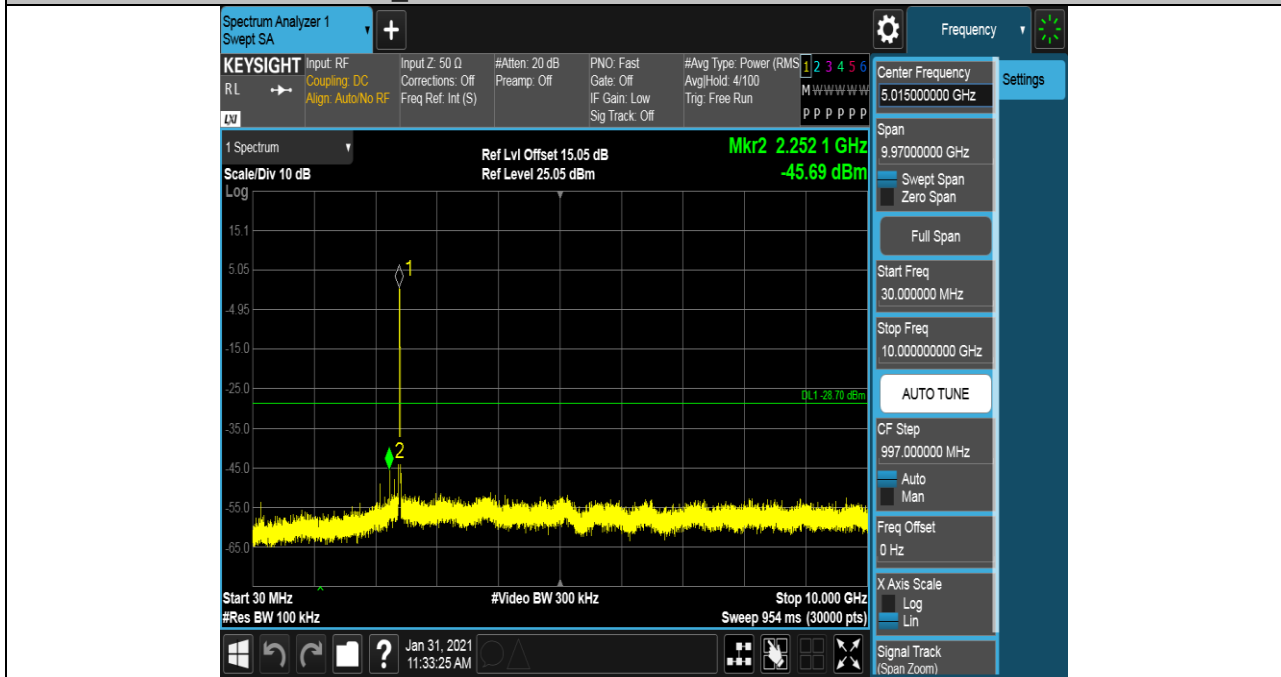 Spectrum Analyzer 1
Swept SA
+
Frequency
KEYSIGHT
RL
LXI
Input: RF
Coupling: DC
Align: Auto/No RF
Input Z: 50 Ω
Corrections: Off
Freq Ref: Int (S)
#Atten: 20 dB
Preamp: Off
PNO: Fast
Gate: Off
IF Gain: Low
Sig Track: Off
#Avg Type: Power (RMS
Avg|Hold: 4/100
Trig: Free Run
1 2 3 4 5 6
M W W W W W
P P P P P P
1 Spectrum
Scale/Div 10 dB
Ref Lvl Offset 15.05 dB
Ref Level 25.05 dBm
Mkr2 2.252 1 GHz
-45.69 dBm
Log
15.1
5.05
-4.95
-15.0
-25.0
-35.0
-45.0
-55.0
-65.0
1
2
DL1 -28.70 dBm
Start 30 MHz
#Res BW 100 kHz
#Video BW 300 kHz
Stop 10.000 GHz
Sweep 954 ms (30000 pts)
Center Frequency
5.015000000 GHz
Settings
Span
9.97000000 GHz
Swept Span
Zero Span
Full Span
Start Freq
30.000000 MHz
Stop Freq
10.000000000 GHz
AUTO TUNE
CF Step
997.000000 MHz
Auto
Man
Freq Offset
0 Hz
X Axis Scale
Log
Lin
Signal Track
(Span Zoom)
?
Jan 31, 2021
11:33:25 AM